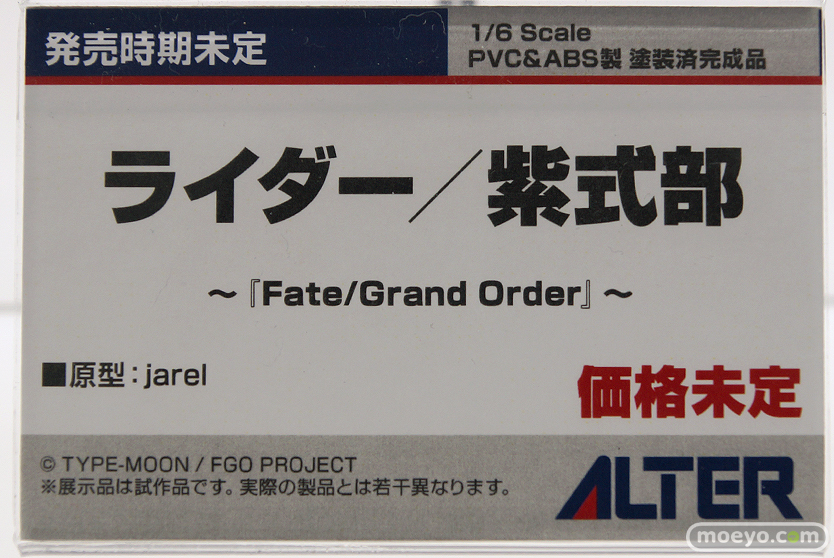 発売時期未定
1/6 Scale
PVC&ABS製 塗装済完成品
ライダー／紫式部
～『Fate/Grand Order』～
■原型：jarel
価格未定
© TYPE-MOON / FGO PROJECT
※展示品は試作品です。実際の製品とは若干異なります。
ALTER
moeyo.com